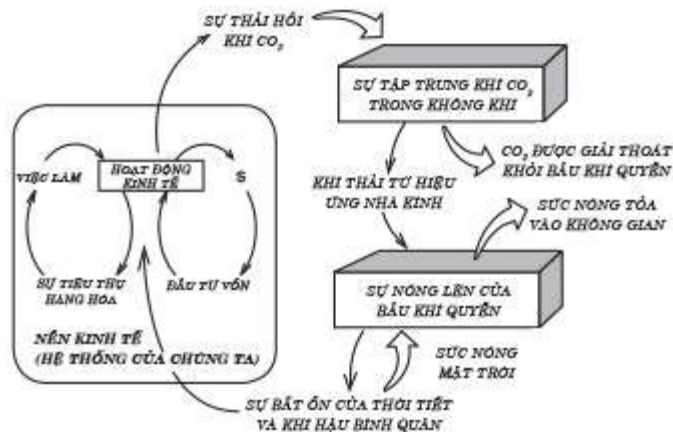 SỰ THẢI HỒI
KHÍ CO₂
SỰ TẬP TRUNG KHÍ CO₂
TRONG KHÔNG KHÍ
CO₂ ĐƯỢC GIẢI THOÁT
KHỎI BẦU KHÍ QUYỂN
KHÍ THẢI TỪ HIỆU
ỨNG NHÀ KÍNH
SỨC NÓNG TỎA
VÀO KHÔNG GIAN
VIỆC LÀM
HOẠT ĐỘNG
KINH TẾ
$
SỰ TIÊU THỤ
HÀNG HÓA
ĐẦU TƯ VỐN
SỰ NÓNG LÊN CỦA
BẦU KHÍ QUYỂN
NỀN KINH TẾ
(HỆ THỐNG CỦA CHÚNG TA)
SỨC NÓNG
MẶT TRỜI
SỰ BẤT ỔN CỦA THỜI TIẾT
VÀ KHÍ HẬU BÌNH QUÂN